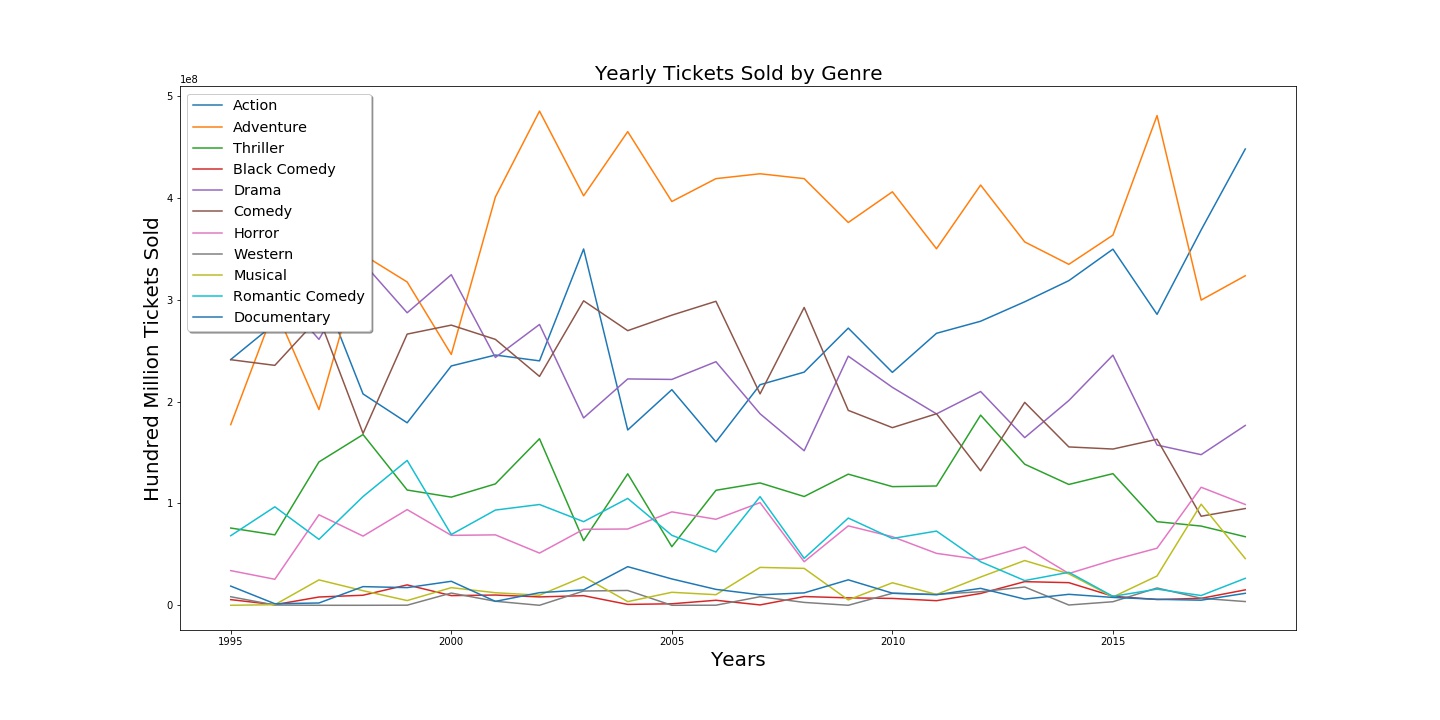 Yearly Tickets Sold by Genre
1e8
5
4
3
2
1
0
Hundred Million Tickets Sold
Action
Adventure
Thriller
Black Comedy
Drama
Comedy
Horror
Western
Musical
Romantic Comedy
Documentary
1995 2000 2005 2010 2015
Years